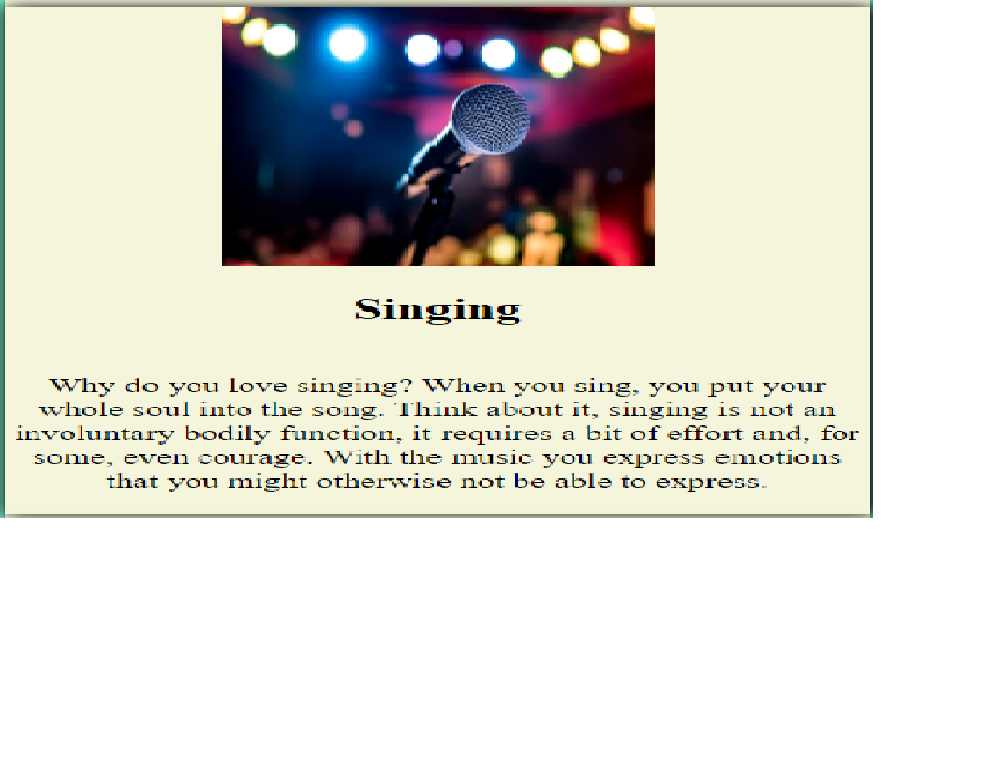 Singing
Why do you love singing? When you sing, you put your
whole soul into the song. Think about it, singing is not an
involuntary bodily function, it requires a bit of effort and, for
some, even courage. With the music you express emotions
that you might otherwise not be able to express.